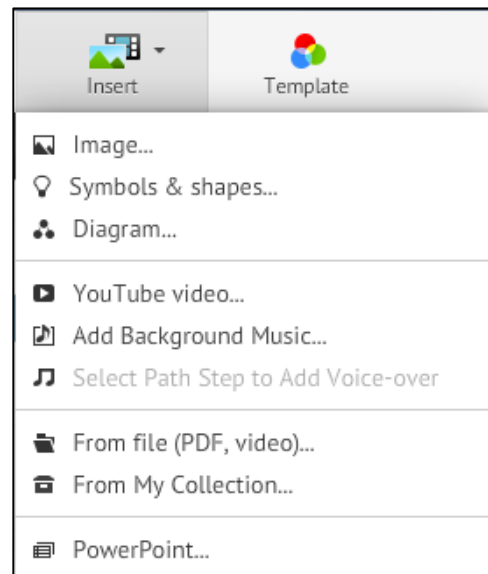 Insert
Template
Image...
Symbols & shapes...
Diagram...
YouTube video...
Add Background Music...
Select Path Step to Add Voice-over
From file (PDF, video)...
From My Collection...
PowerPoint...